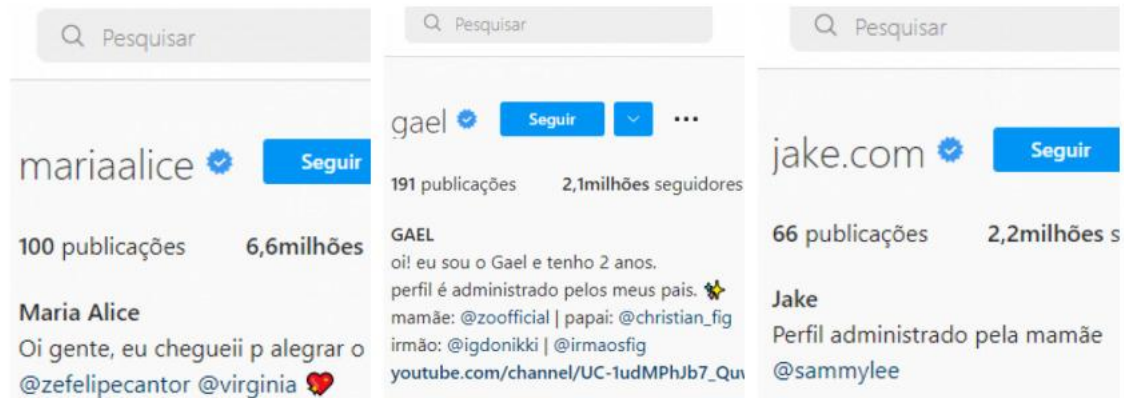 Pesquisar
mariaalice
Seguir
100 publicações 6,6milhões
Maria Alice
Oi gente, eu chegueii p alegrar o
@zefelipecantor @virginia
Pesquisar
gael
Seguir
191 publicações 2,1milhões seguidores
GAEL
oi! eu sou o Gael e tenho 2 anos.
perfil é administrado pelos meus pais. ✨
mamãe: @zoofficial | papai: @christian_fig
irmão: @igdonikki | @irmaosfig
youtube.com/channel/UC-1udMPhJb7_Quv
Pesquisar
jake.com
Seguir
66 publicações 2,2milhões s
Jake
Perfil administrado pela mamãe
@sammylee